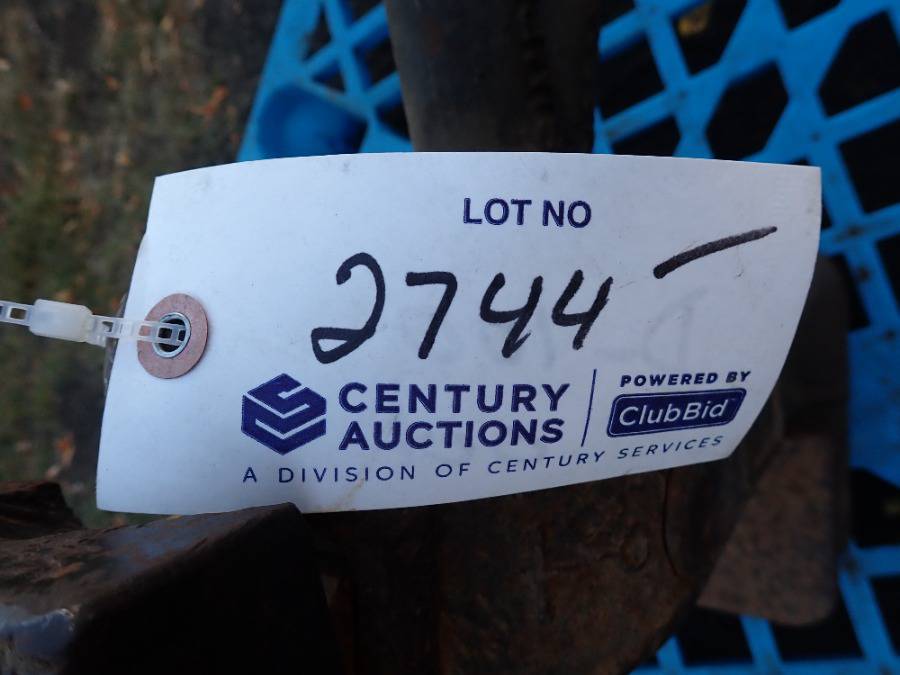 LOT NO
2744 -
CENTURY
AUCTIONS
A DIVISION OF CENTURY SERVICES
POWERED BY
ClubBid